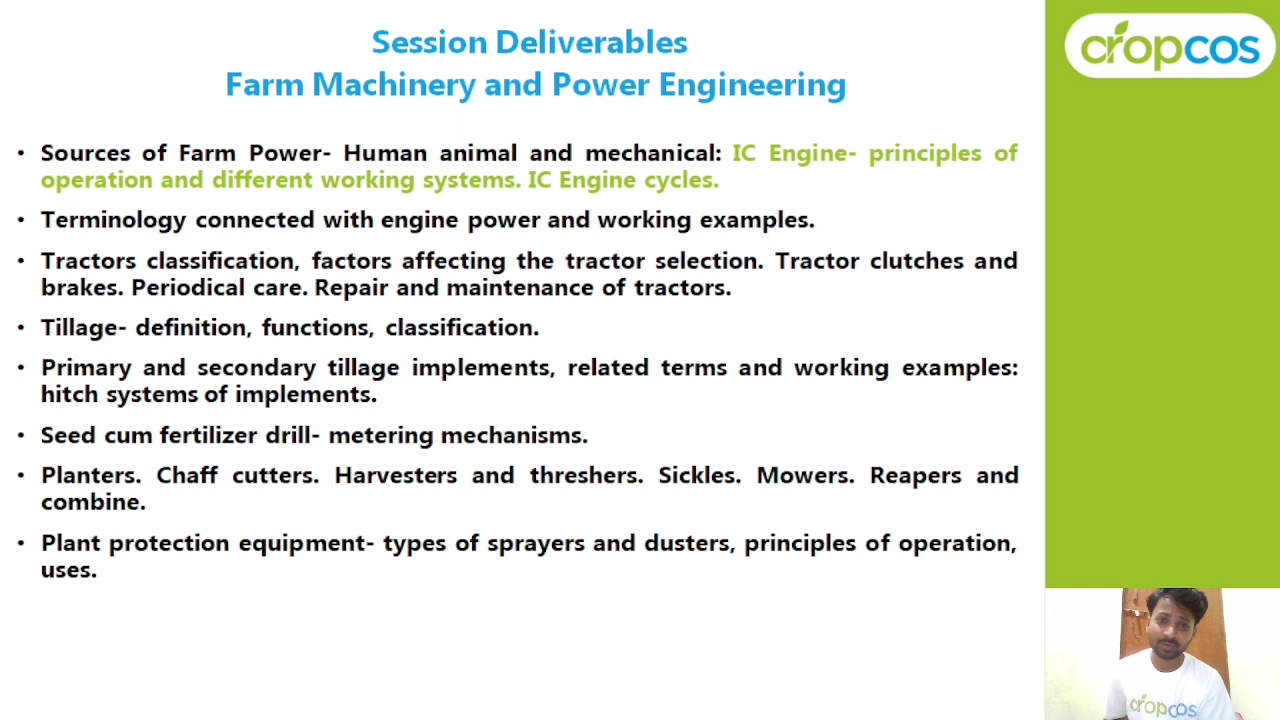 Session Deliverables
Farm Machinery and Power Engineering
cropcos
• Sources of Farm Power- Human animal and mechanical: IC Engine- principles of
operation and different working systems. IC Engine cycles.
• Terminology connected with engine power and working examples.
• Tractors classification, factors affecting the tractor selection. Tractor clutches and
brakes. Periodical care. Repair and maintenance of tractors.
• Tillage- definition, functions, classification.
• Primary and secondary tillage implements, related terms and working examples:
hitch systems of implements.
• Seed cum fertilizer drill- metering mechanisms.
• Planters. Chaff cutters. Harvesters and threshers. Sickles. Mowers. Reapers and
combine.
• Plant protection equipment- types of sprayers and dusters, principles of operation,
uses.
cropcos